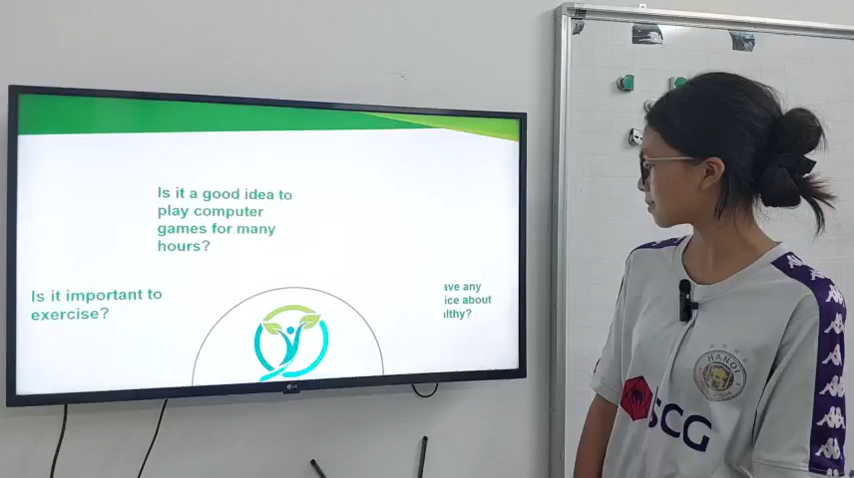 Is it a good idea to
play computer
games for many
hours?
Is it important to
exercise?
ave any
ice about
lthy?
LG
HANOI
SCG